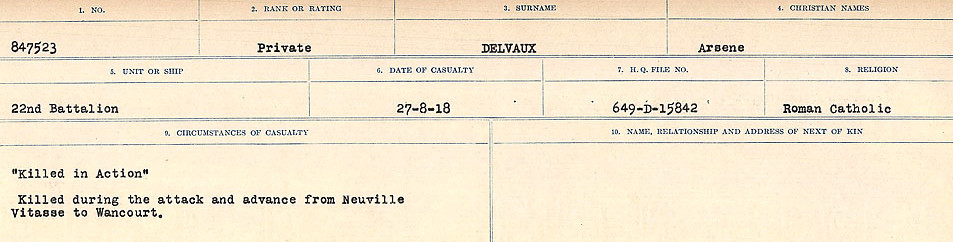 1. NO. 2. RANK OR RATING 3. SURNAME 4. CHRISTIAN NAMES
847523 Private DELVAUX Arsene
5. UNIT OR SHIP 6. DATE OF CASUALTY 7. H.Q. FILE NO. 8. RELIGION
22nd Battalion 27-8-18 649-D-15842 Roman Catholic
9. CIRCUMSTANCES OF CASUALTY 10. NAME, RELATIONSHIP AND ADDRESS OF NEXT OF KIN
"Killed in Action"
Killed during the attack and advance from Neuville
Vitasse to Wancourt.